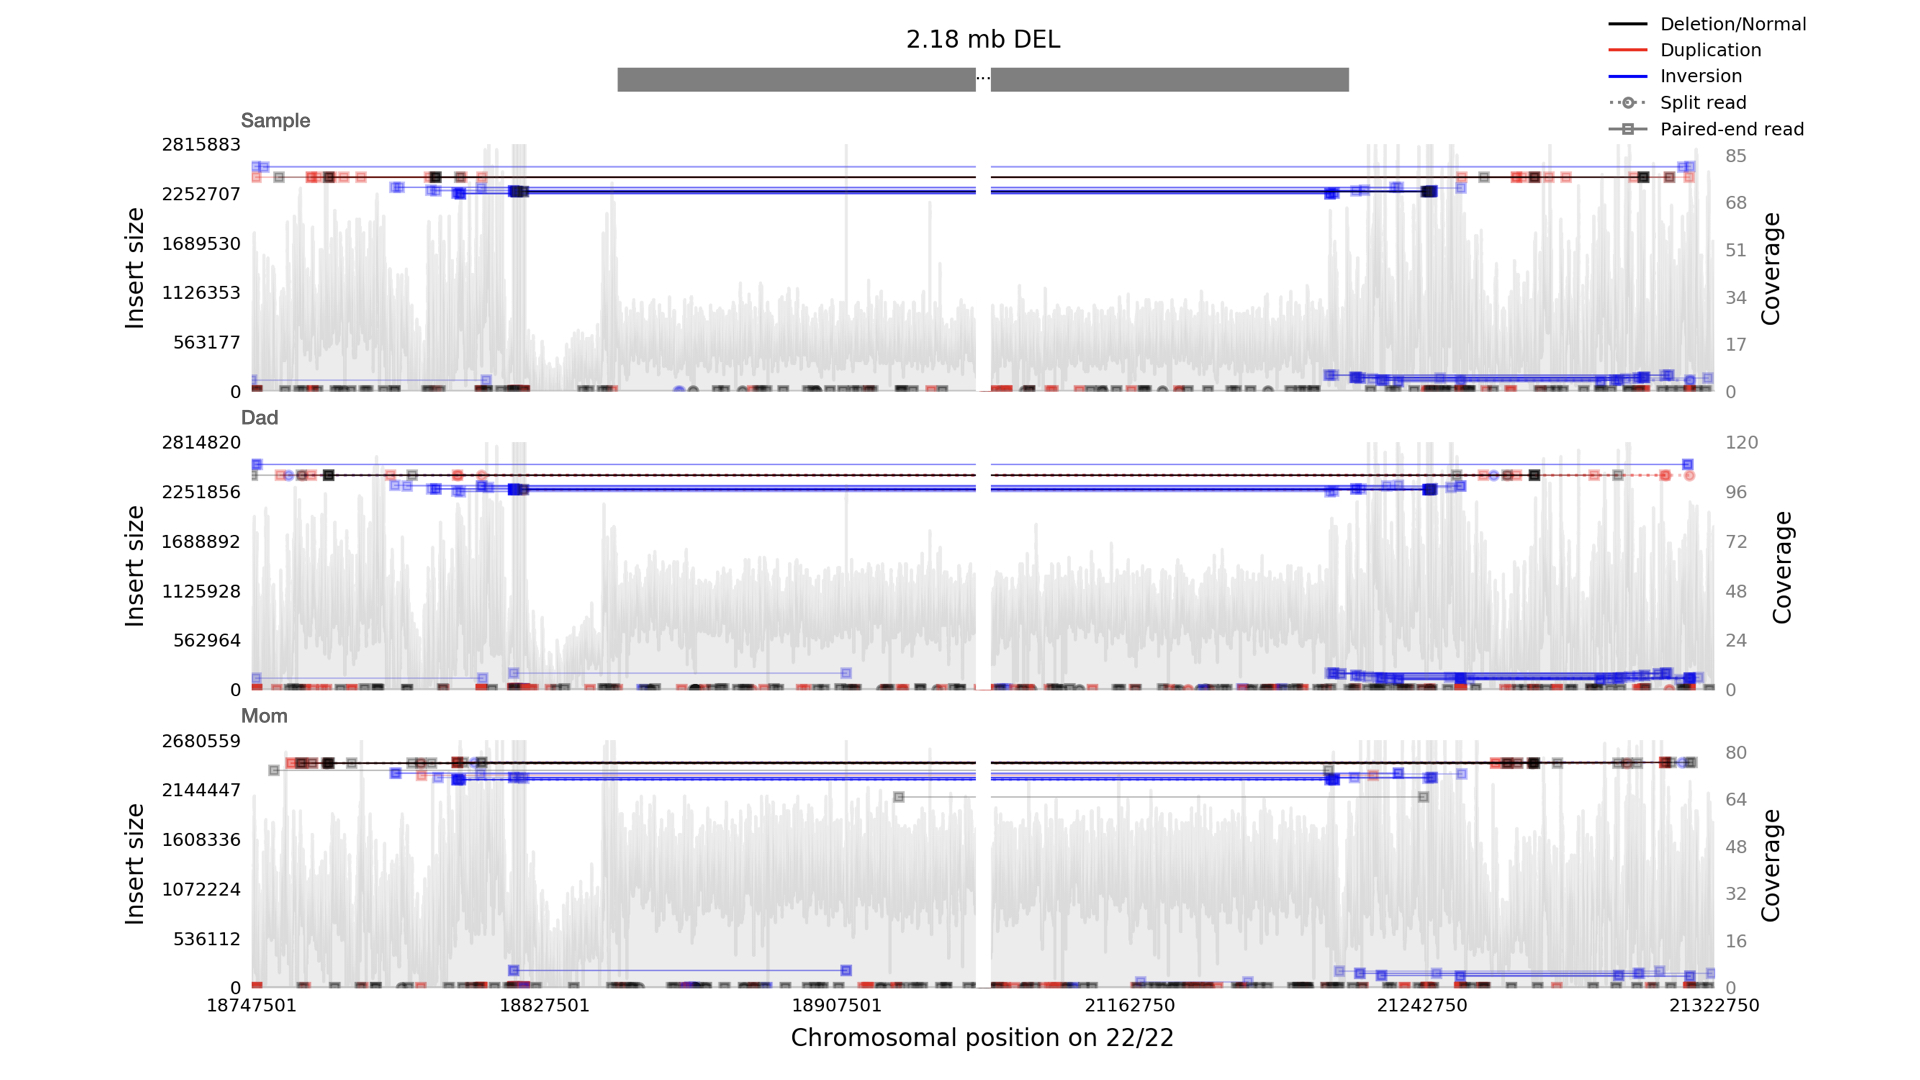 2.18 mb DEL
...
Deletion/Normal
Duplication
Inversion
Split read
Paired-end read
Sample
2815883
2252707
1689530
1126353
563177
0
Insert size
85
68
51
34
17
0
Coverage
Dad
2814820
2251856
1688892
1125928
562964
0
Insert size
120
96
72
48
24
0
Coverage
Mom
2680559
2144447
1608336
1072224
536112
0
Insert size
80
64
48
32
16
0
Coverage
18747501 18827501 18907501 21162750 21242750 21322750
Chromosomal position on 22/22